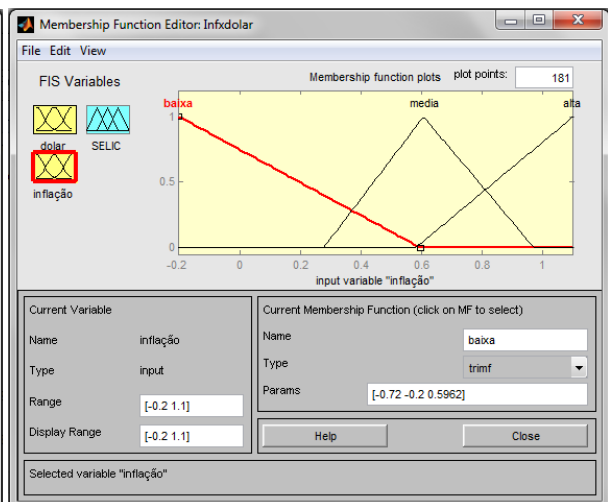 Membership Function Editor: Infxdolar
File Edit View
FIS Variables
Membership function plots plot points: 181
baixa media alta
dolar SELIC
inflação
1
0.5
0
-0.2 0 0.2 0.4 0.6 0.8 1
input variable "inflação"
Current Variable
Name inflação
Type input
Range [-0.2 1.1]
Display Range [-0.2 1.1]
Current Membership Function (click on MF to select)
Name baixa
Type trimf
Params [-0.72 -0.2 0.5962]
Help Close
Selected variable "inflação"